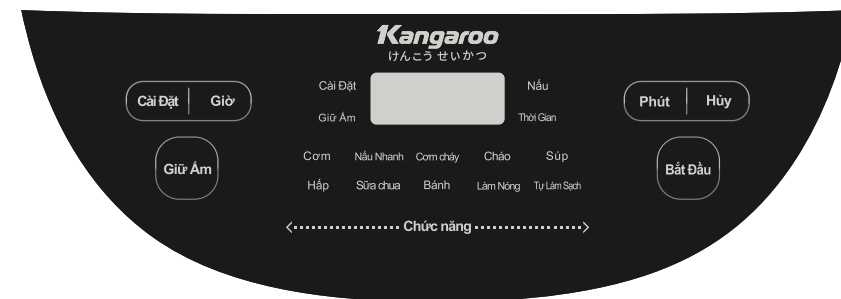 Kangaroo
けんこう せいかつ
Cài Đặt Nấu
Cài Đặt Giờ
Phút Hủy
Giữ Ấm Thời Gian
Cơm Nấu Nhanh Cơm cháy Cháo Súp
Giữ Ấm
Bắt Đầu
Hấp Sữa chua Bánh Làm Nóng Tự Làm Sạch
Chức năng